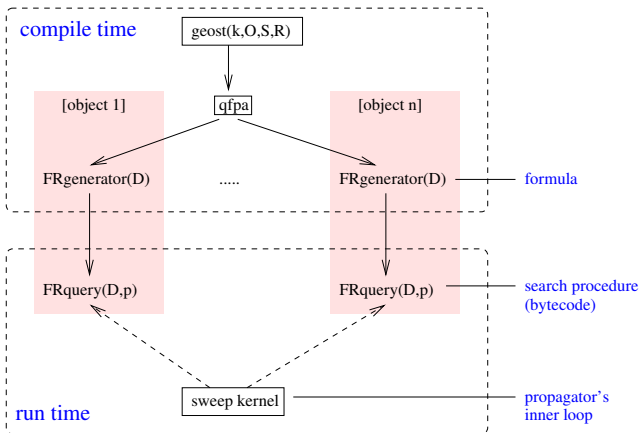 compile time
geost(k,O,S,R)
[object 1]
qfpa
[object n]
FRgenerator(D)
.....
FRgenerator(D)
formula
FRquery(D,p)
FRquery(D,p)
search procedure
(bytecode)
sweep kernel
propagator's
inner loop
run time